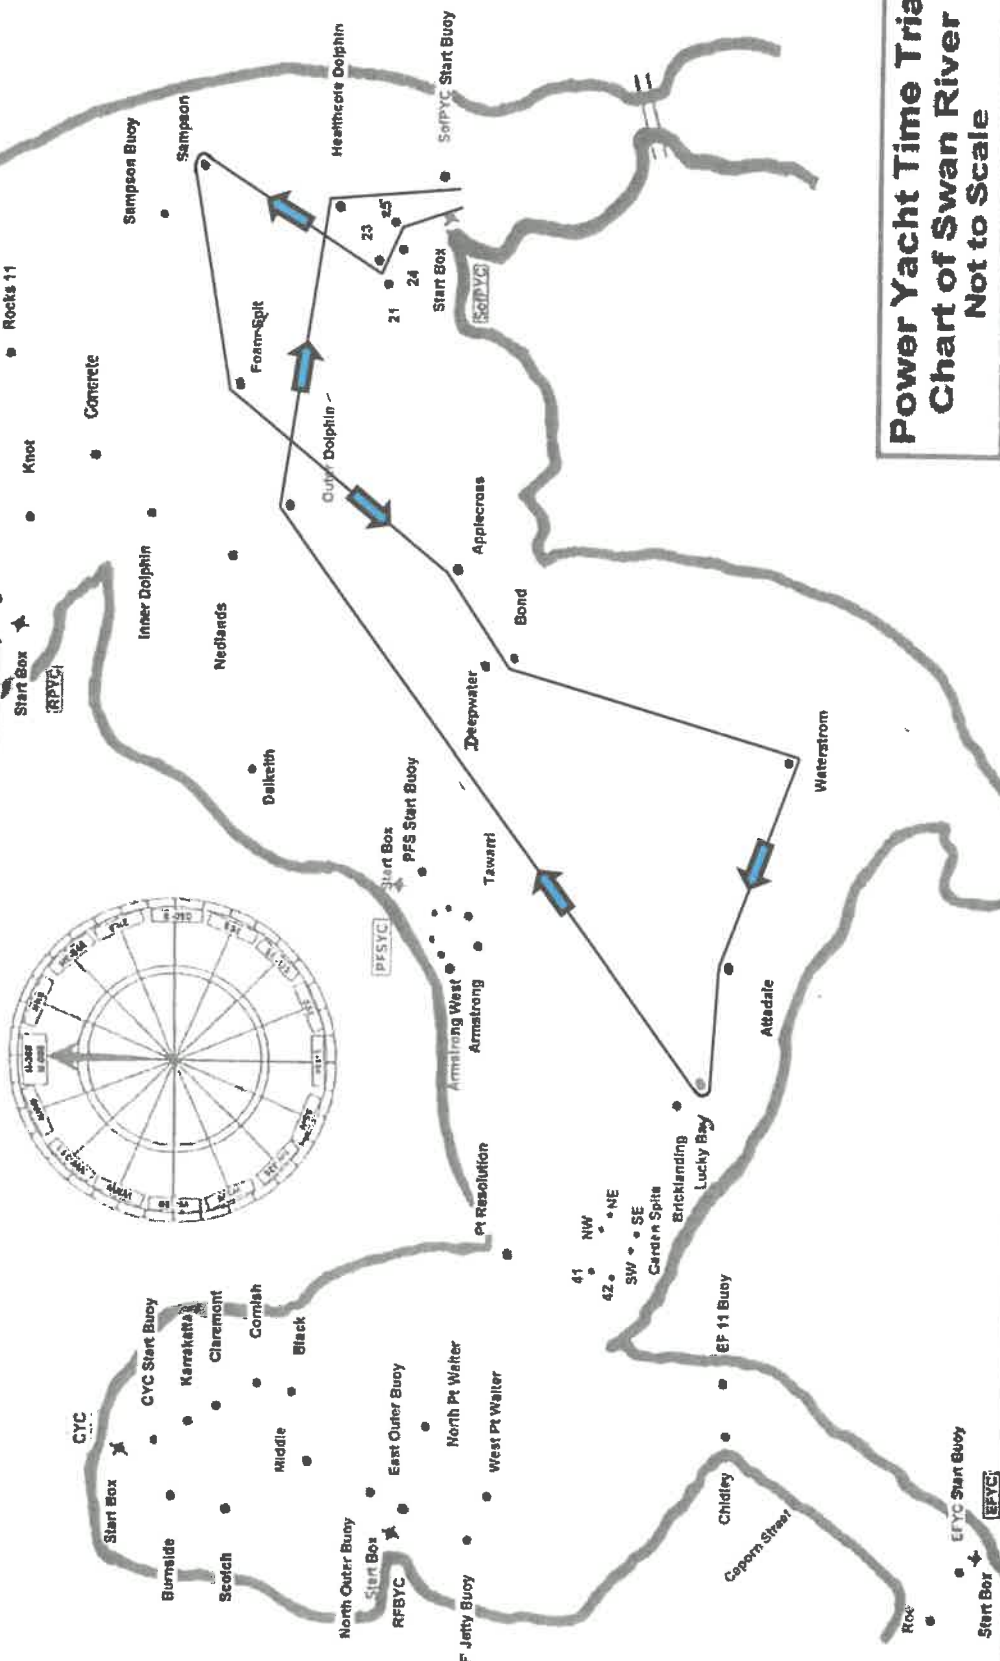 Power Yacht Time Tria
Chart of Swan River
Not to Scale
Rocks 11
Knot
Concrete
Sampson Buoy
Sampson
Healthcote Dolphin
SofPYC Start Buoy
23
25
21
24
Start Box
SofPYC
Foam Spit
Outer Dolphin
Inner Dolphin
Nedlands
Applecross
Bond
Deepwater
Start Box
RPYC
Dalkeith
Start Box
PFS Start Buoy
PFSYC
Tawarri
Armstrong West
Armstrong
Waterstrom
Attadale
Lucky Bay
Bricklanding
Pt Resolution
41
NW
NE
42
SW
SE
Garden Spits
CYC
Start Box
CYC Start Buoy
Karrakatta
Claremont
Cornish
Black
Middle
Burnside
Scotch
East Outer Buoy
North Outer Buoy
Start Box
RFBYC
North Pt Walter
West Pt Walter
F Jetty Buoy
EF 11 Buoy
Chidley
Caporn Street
Roe
EFYC Start Buoy
Start Box
EFYC